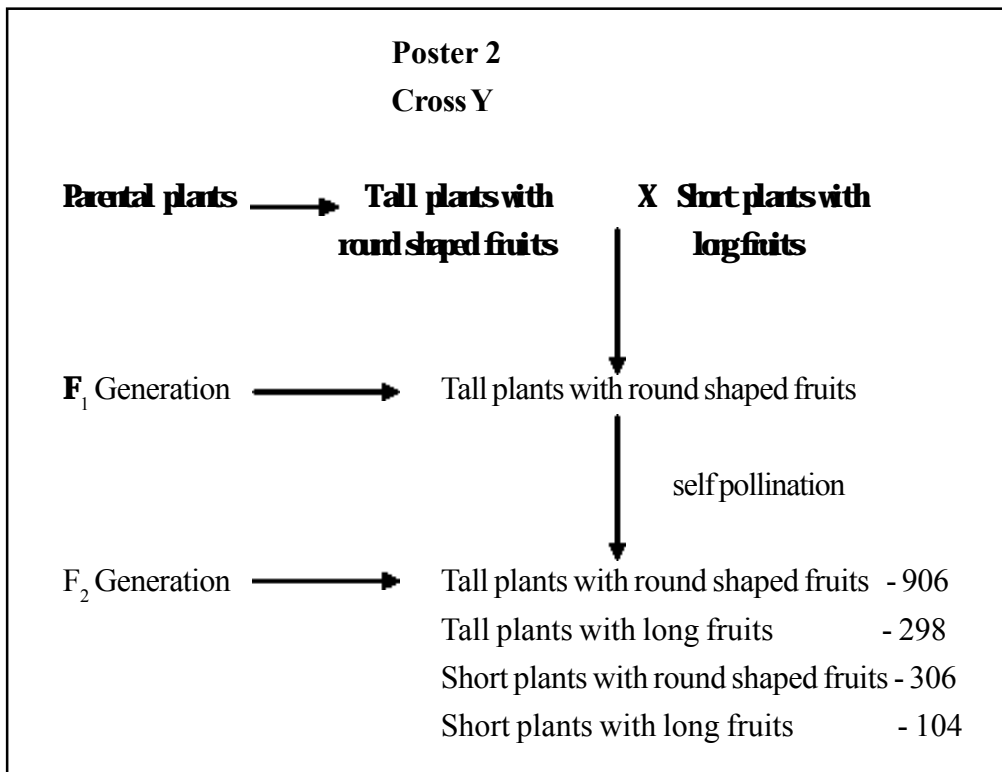 Poster 2
Cross Y
Parental plants Tall plants with X Short plants with
round shaped fruits long fruits
F₁ Generation Tall plants with round shaped fruits
self pollination
F₂ Generation Tall plants with round shaped fruits - 906
Tall plants with long fruits - 298
Short plants with round shaped fruits - 306
Short plants with long fruits - 104